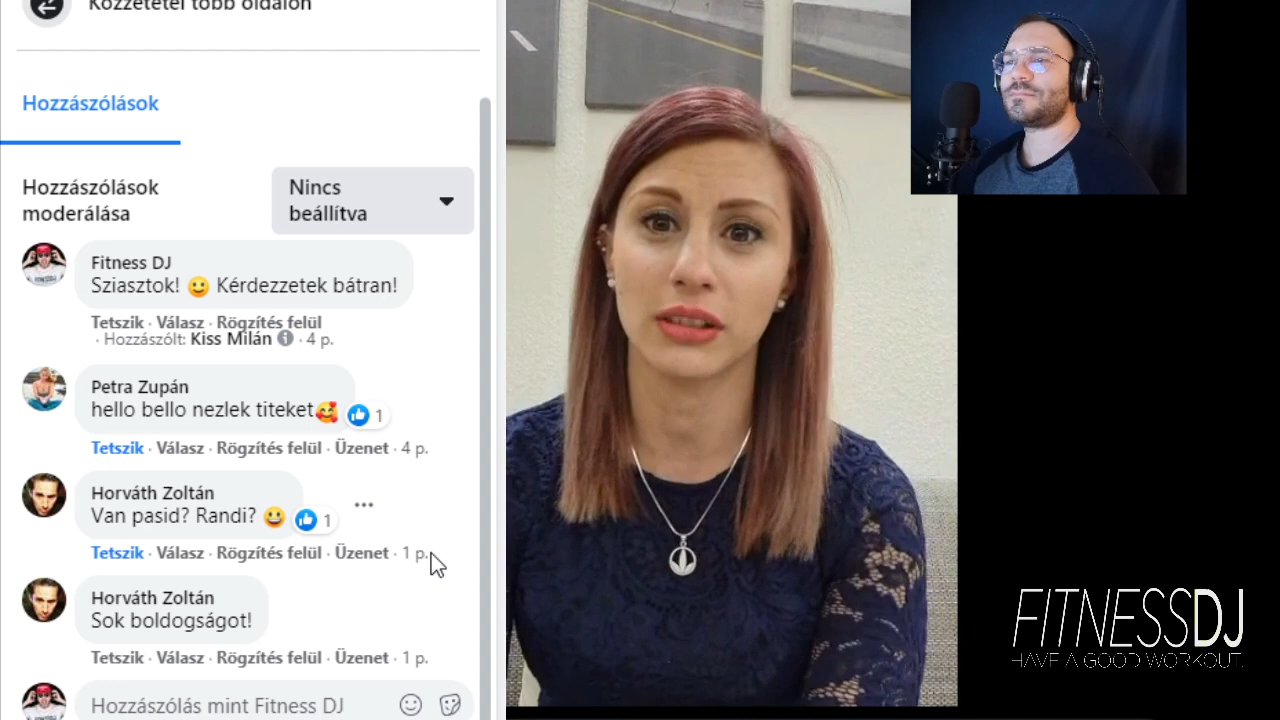 Közzététel több oldalon
Hozzászólások
Hozzászólások
moderálása
Nincs
beállítva
Fitness DJ
Sziasztok! 😀 Kérdezzetek bátran!
Tetszik · Válasz · Rögzítés felül
· Hozzászólt: Kiss Milán · 4 p.
Petra Zupán
hello bello nezlek titeket🥰
1
Tetszik · Válasz · Rögzítés felül · Üzenet · 4 p.
Horváth Zoltán
Van pasid? Randi? 😀
1
Tetszik · Válasz · Rögzítés felül · Üzenet · 1 p.
Horváth Zoltán
Sok boldogságot!
Tetszik · Válasz · Rögzítés felül · Üzenet · 1 p.
Hozzászólás mint Fitness DJ
FITNESSDJ
HAVE A GOOD WORKOUT.